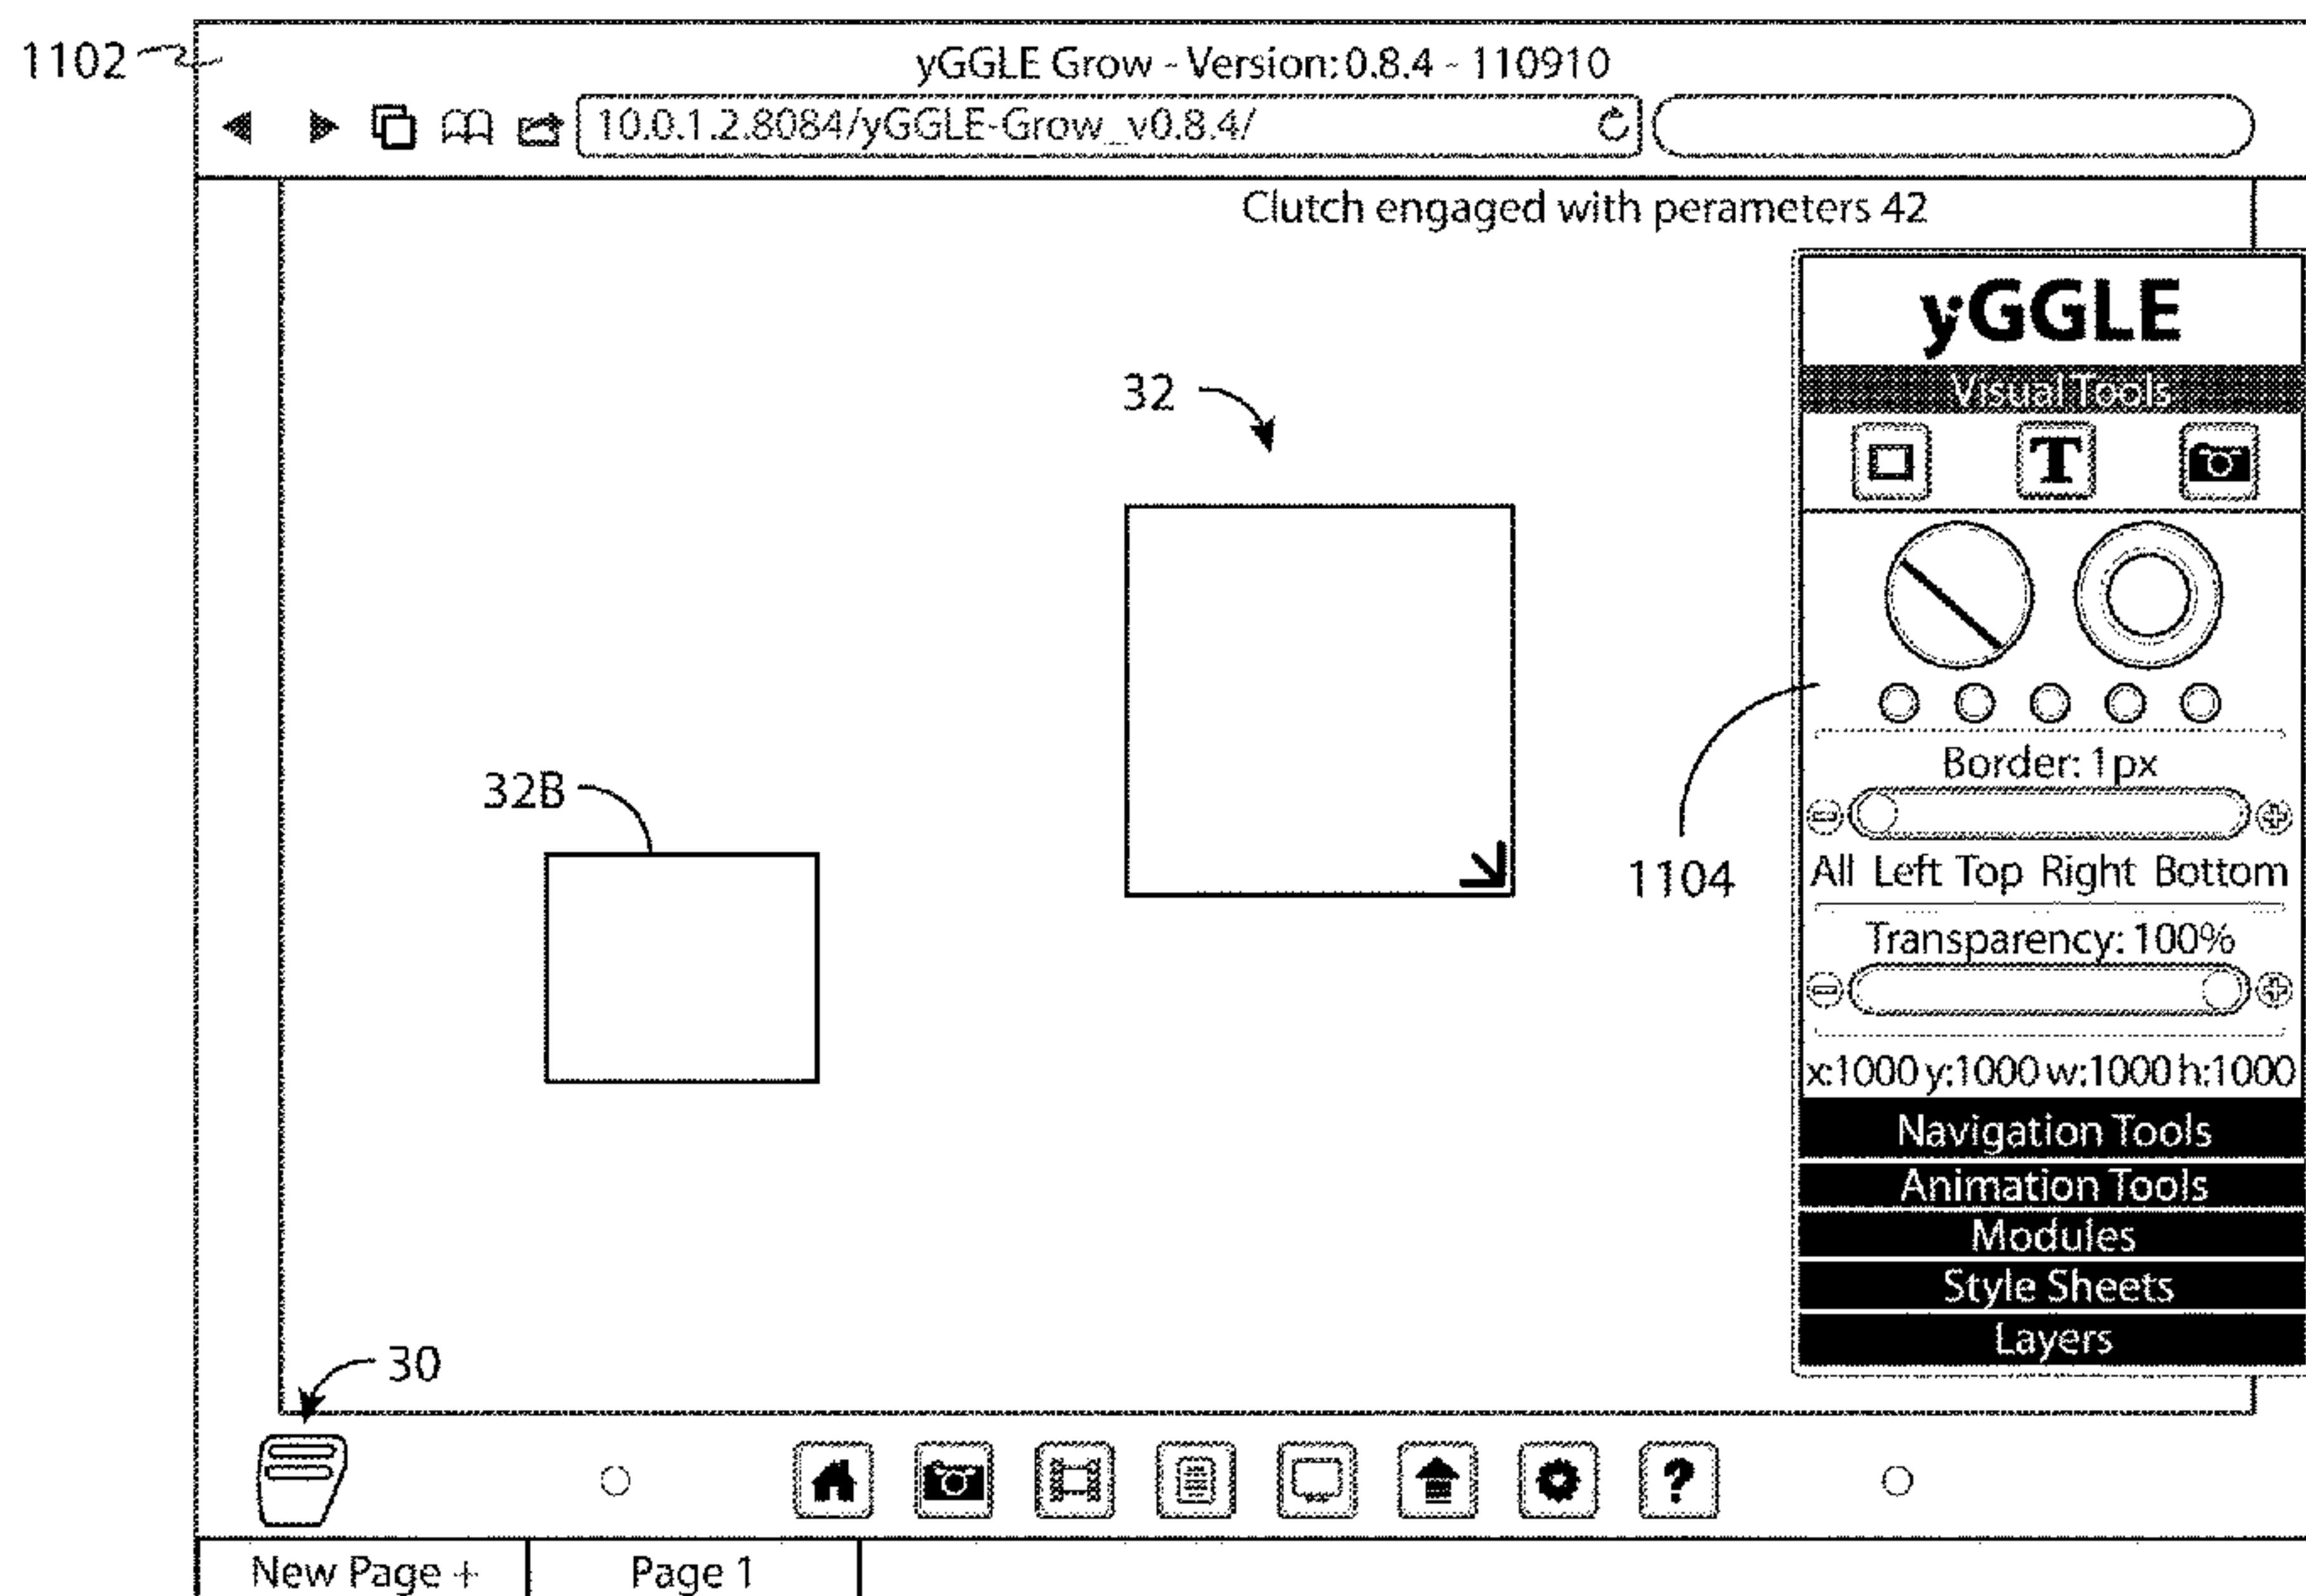 1102
yGGLE Grow - Version: 0.8.4 - 110910
10.0.1.2.8084/yGGLE-Grow_v0.8.4/
Clutch engaged with perameters 42
yGGLE
Visual Tools
T
32
Border: 1px
32B
All Left Top Right Bottom
1104
Transparency: 100%
x:1000 y:1000 w:1000 h:1000
Navigation Tools
Animation Tools
Modules
Style Sheets
Layers
30
?
New Page + Page 1